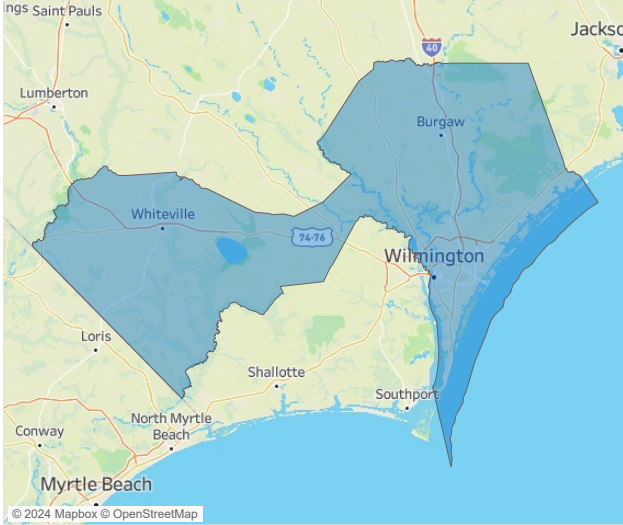 ngs
Saint Pauls
Jackso
40
Lumberton
Burgaw
Whiteville
74-76
Wilmington
Loris
Shallotte
Southport
North Myrtle
Beach
Conway
Myrtle Beach
© 2024 Mapbox © OpenStreetMap